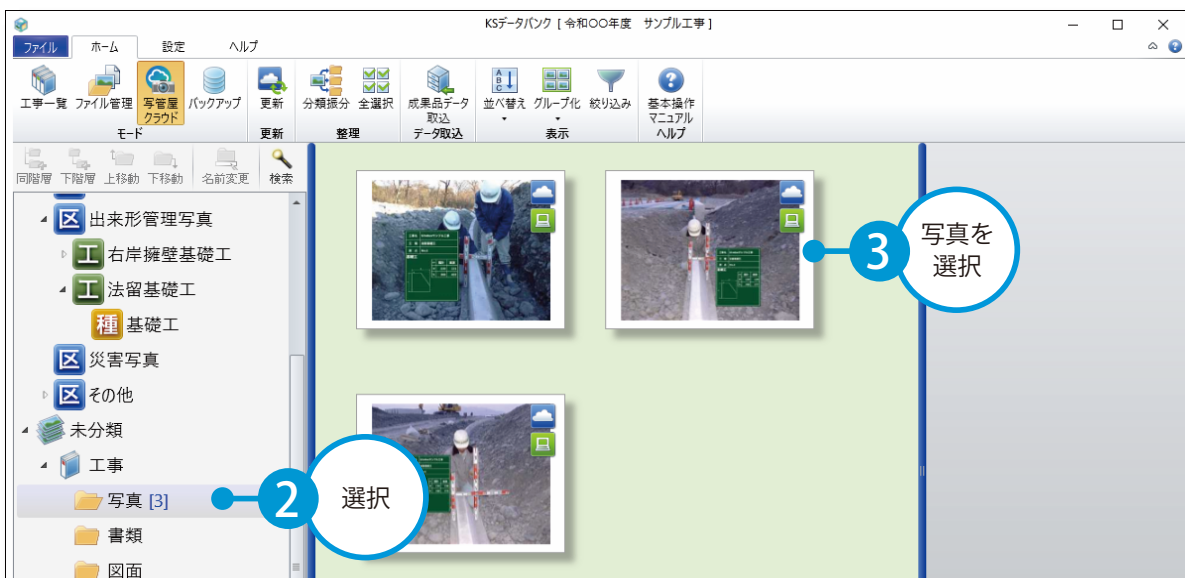 KSデータバンク [ 令和〇〇年度　サンプル工事 ]
ファイル ホーム 設定 ヘルプ
工事一覧 ファイル管理 写管屋クラウド バックアップ 更新 分類振分 全選択 成果品データ取込 並べ替え グループ化 絞り込み 基本操作マニュアル
モード 更新 整理 データ取込 表示 ヘルプ
同階層 下階層 上移動 下移動 名前変更 検索
区 出来形管理写真
工 右岸擁壁基礎工
工 法留基礎工
種 基礎工
区 災害写真
区 その他
未分類
工事
写真 [3]
書類
図面
2 選択
3 写真を
選択